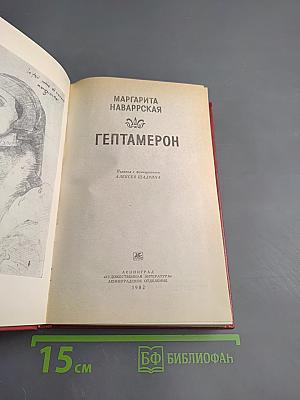 МАРГАРИТА
НАВАРРСКАЯ
ГЕПТАМЕРОН
Перевод с французского
АЛЕКСЕЯ ШАДРИНА
ЛЕНИНГРАД
«ХУДОЖЕСТВЕННАЯ ЛИТЕРАТУРА»
ЛЕНИНГРАДСКОЕ ОТДЕЛЕНИЕ
1982
15 см
БФ БИБЛИОФАН